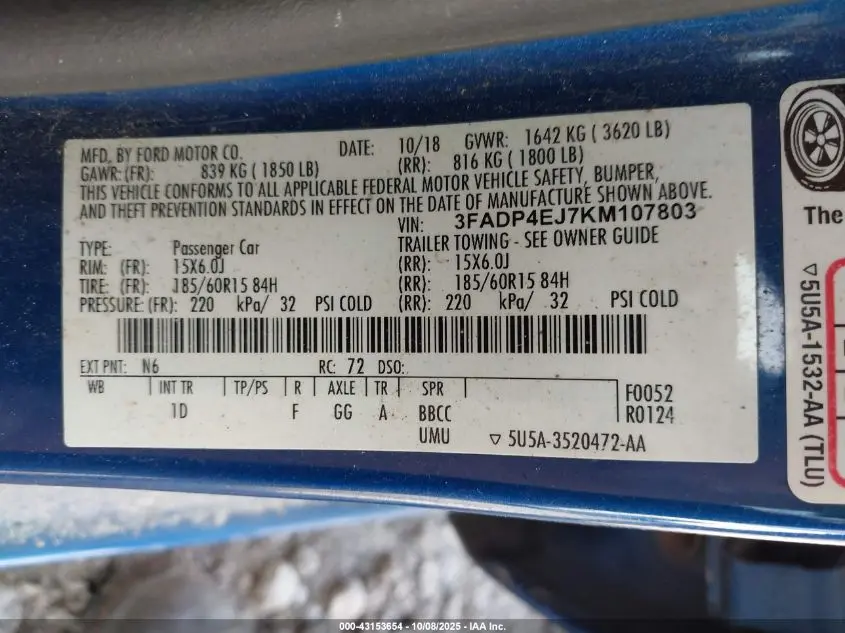 MFD. BY FORD MOTOR CO. DATE: 10/18 GVWR: 1642 KG ( 3620 LB)
GAWR: (FR): 839 KG ( 1850 LB) (RR): 816 KG ( 1800 LB)
THIS VEHICLE CONFORMS TO ALL APPLICABLE FEDERAL MOTOR VEHICLE SAFETY, BUMPER,
AND THEFT PREVENTION STANDARDS IN EFFECT ON THE DATE OF MANUFACTURE SHOWN ABOVE.
VIN: 3FADP4EJ7KM107803
TYPE: Passenger Car TRAILER TOWING - SEE OWNER GUIDE
RIM: (FR): 15X6.0J (RR): 15X6.0J
TIRE: (FR): 185/60R15 84H (RR): 185/60R15 84H
PRESSURE: (FR): 220 kPa/ 32 PSI COLD (RR): 220 kPa/ 32 PSI COLD
EXT PNT: N6 RC: 72 DSO:
WB INT TR TP/PS R AXLE TR SPR F0052
1D F GG A BBCC R0124
UMU ▽ 5U5A-3520472-AA
The
▽5U5A-1532-AA (TLU)
000-43153654 | 10/08/2025 | IAA Inc.